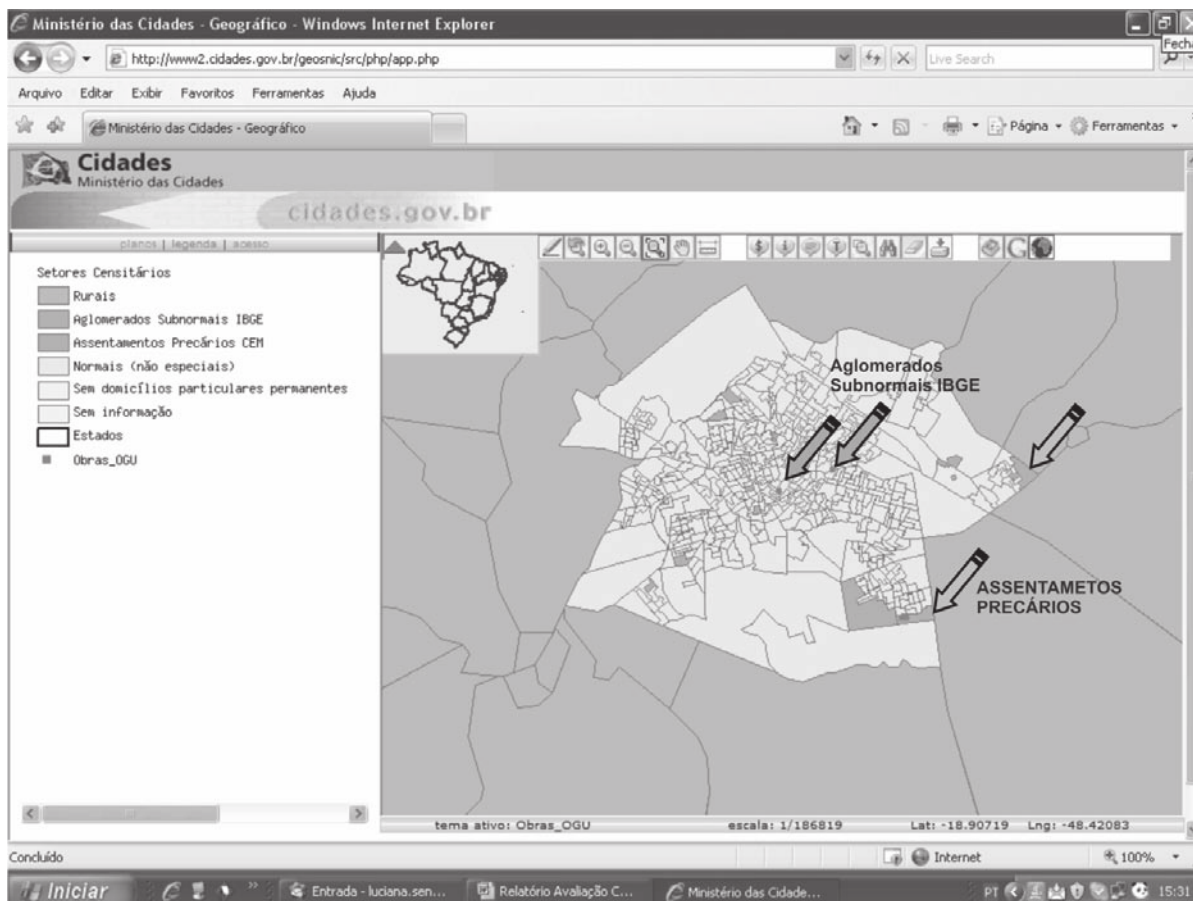 Ministério das Cidades - Geográfico - Windows Internet Explorer
Fecha
http://www2.cidades.gov.br/geosnic/src/php/app.php
Live Search
Arquivo Editar Exibir Favoritos Ferramentas Ajuda
Ministério das Cidades - Geográfico
Página Ferramentas
Cidades
Ministério das Cidades
cidades.gov.br
planos | legenda | acesso
Setores Censitários
Rurais
Aglomerados Subnormais IBGE
Assentamentos Precários CEM
Normais (não especiais)
Sem domicílios particulares permanentes
Sem informação
Estados
Obras_OGU
Aglomerados
Subnormais IBGE
ASSENTAMETOS
PRECÁRIOS
tema ativo: Obras_OGU escala: 1/186819 Lat: -18.90719 Lng: -48.42083
Concluído Internet 100%
Iniciar Entrada - luciana.sen... Relatório Avaliação C... Ministério das Cidade... PT 15:31